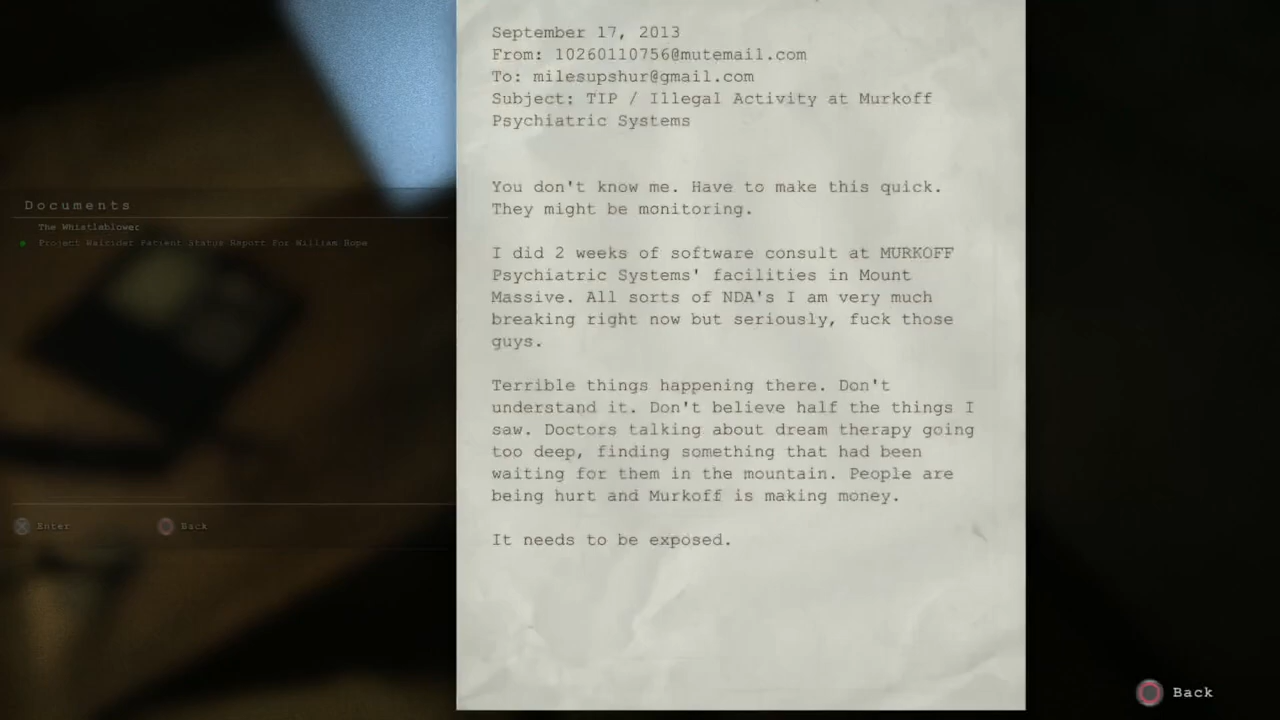 September 17, 2013
From: 10260110756@mutemail.com
To: milesupshur@gmail.com
Subject: TIP / Illegal Activity at Murkoff
Psychiatric Systems
You don't know me. Have to make this quick.
They might be monitoring.
I did 2 weeks of software consult at MURKOFF
Psychiatric Systems' facilities in Mount
Massive. All sorts of NDA's I am very much
breaking right now but seriously, fuck those
guys.
Terrible things happening there. Don't
understand it. Don't believe half the things I
saw. Doctors talking about dream therapy going
too deep, finding something that had been
waiting for them in the mountain. People are
being hurt and Murkoff is making money.
It needs to be exposed.
Documents
The Whistleblower
Project Walrider Patient Status Report For William Hope
Enter
Back
Back